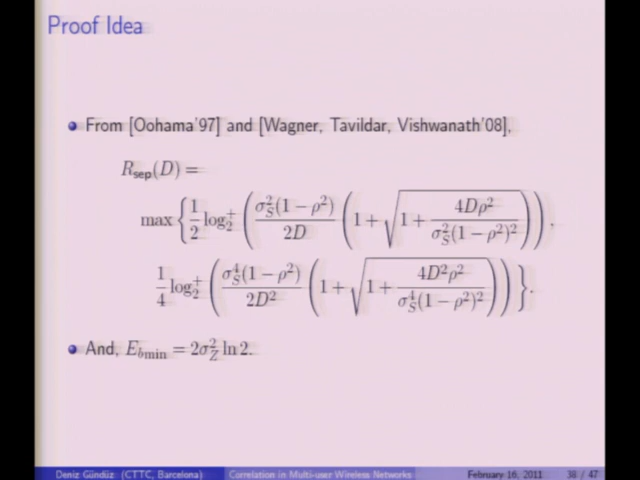 Proof Idea
From [Oohama'97] and [Wagner, Tavildar, Vishwanath'08],
R_sep(D) =
max { 1/2 log₂⁺ ( σ_S²(1 − ρ²) / 2D ( 1 + √( 1 + 4Dρ² / σ_S²(1 − ρ²)² ) ) ) ,
1/4 log₂⁺ ( σ_S⁴(1 − ρ²) / 2D² ( 1 + √( 1 + 4D²ρ² / σ_S⁴(1 − ρ²)² ) ) ) } .
And, E_bmin = 2σ_Z² ln 2.
Deniz Gündüz (CTTC, Barcelona) Correlation in Multi-user Wireless Networks February 16, 2011 38 / 47